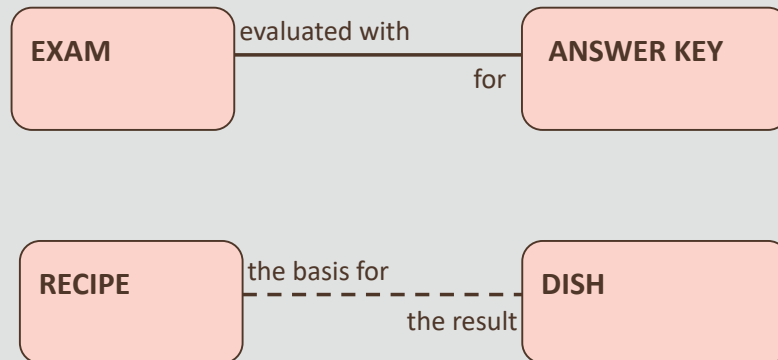 EXAM
evaluated with
ANSWER KEY
for
RECIPE
the basis for
DISH
the result